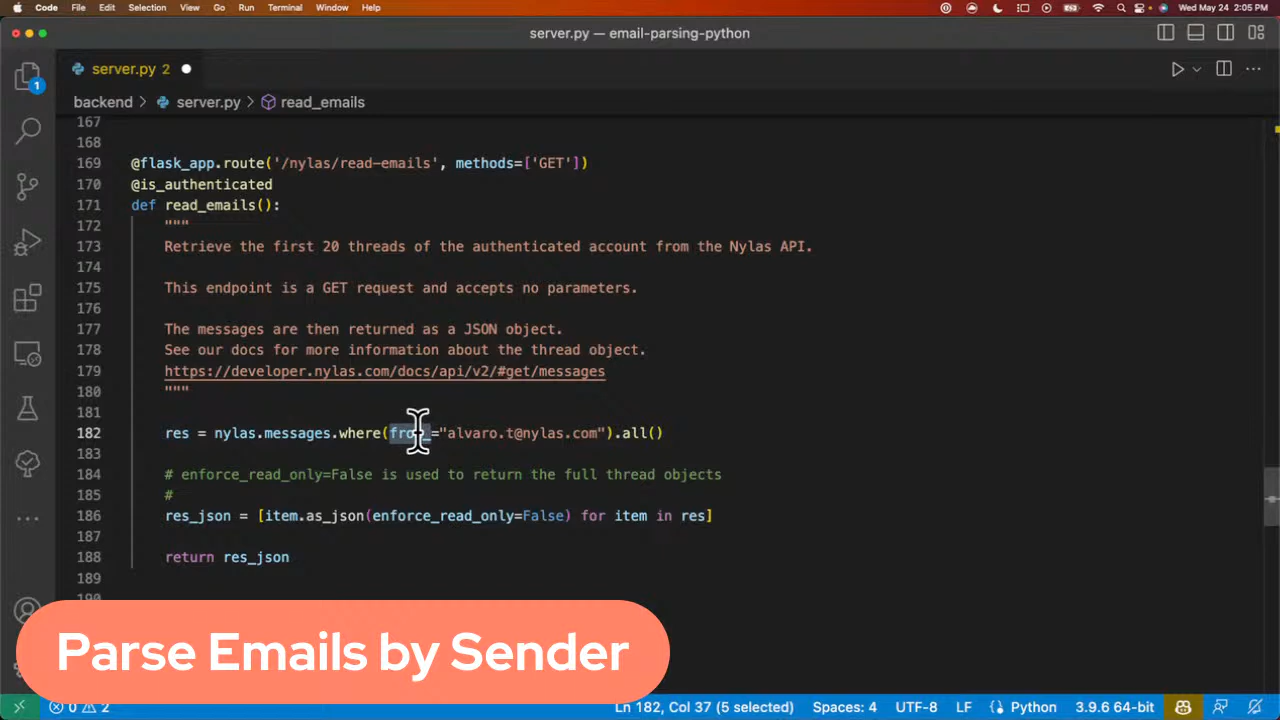 Code File Edit Selection View Go Run Terminal Window Help Wed May 24 2:05 PM
server.py — email-parsing-python
server.py 2
1
backend > server.py > read_emails
167
168
169 @flask_app.route('/nylas/read-emails', methods=['GET'])
170 @is_authenticated
171 def read_emails():
172 """
173 Retrieve the first 20 threads of the authenticated account from the Nylas API.
174
175 This endpoint is a GET request and accepts no parameters.
176
177 The messages are then returned as a JSON object.
178 See our docs for more information about the thread object.
179 https://developer.nylas.com/docs/api/v2/#get/messages
180 """
181
182 res = nylas.messages.where(from_="alvaro.t@nylas.com").all()
183
184 # enforce_read_only=False is used to return the full thread objects
185 #
186 res_json = [item.as_json(enforce_read_only=False) for item in res]
187
188 return res_json
189
190
Parse Emails by Sender
0 2 Ln 182, Col 37 (5 selected) Spaces: 4 UTF-8 LF Python 3.9.6 64-bit